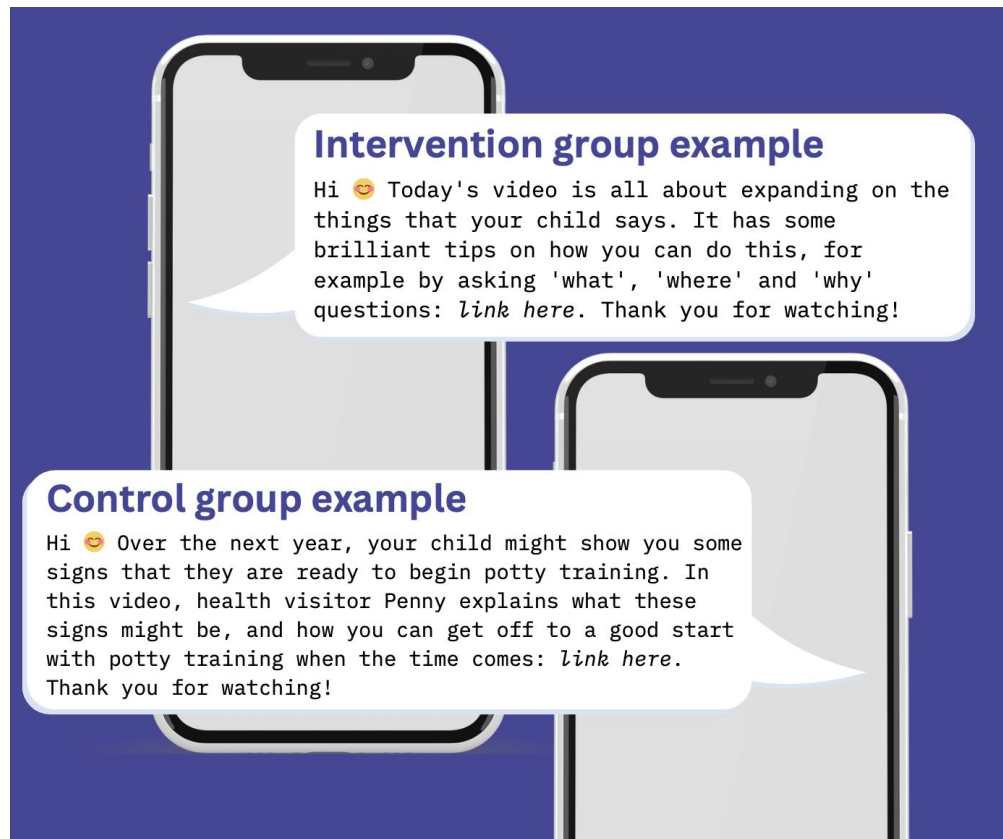 Intervention group example
Hi 😊 Today's video is all about expanding on the
things that your child says. It has some
brilliant tips on how you can do this, for
example by asking 'what', 'where' and 'why'
questions: link here. Thank you for watching!
Control group example
Hi 😊 Over the next year, your child might show you some
signs that they are ready to begin potty training. In
this video, health visitor Penny explains what these
signs might be, and how you can get off to a good start
with potty training when the time comes: link here.
Thank you for watching!